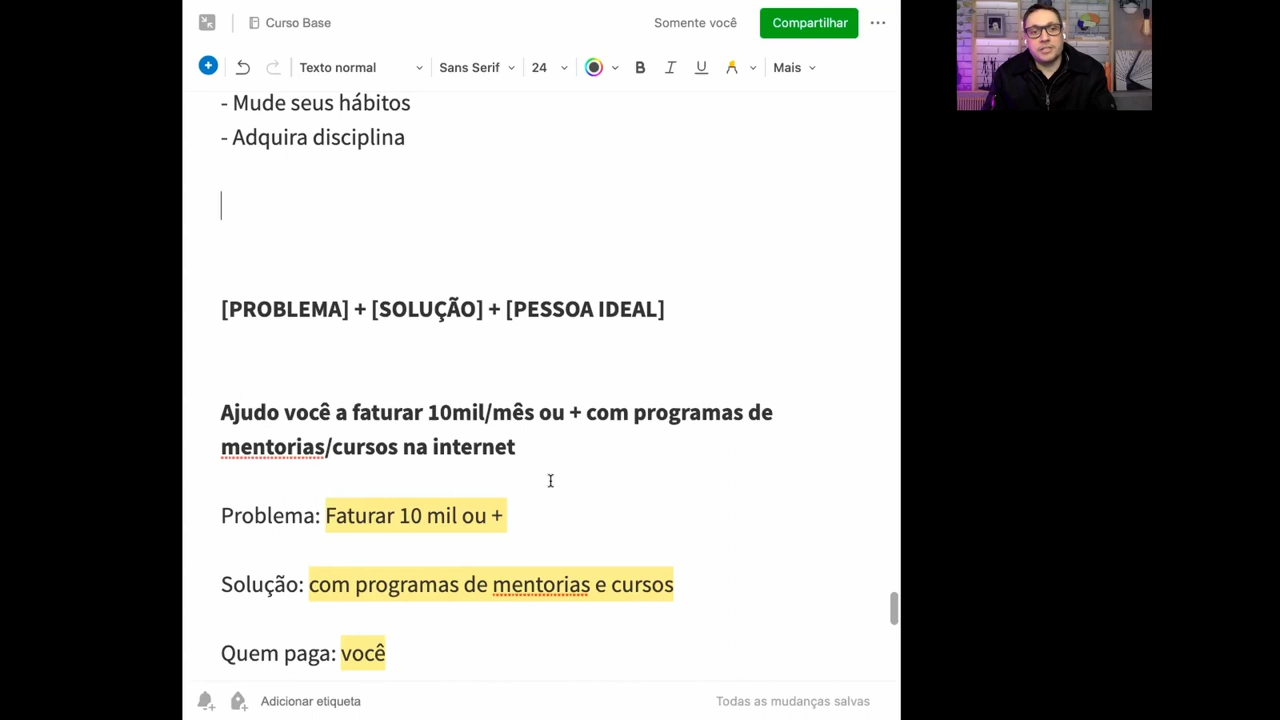 Curso Base
Somente você
Compartilhar
Texto normal
Sans Serif
24
B
I
U
A
Mais
- Mude seus hábitos
- Adquira disciplina
[PROBLEMA] + [SOLUÇÃO] + [PESSOA IDEAL]
Ajudo você a faturar 10mil/mês ou + com programas de
mentorias/cursos na internet
Problema: Faturar 10 mil ou +
Solução: com programas de mentorias e cursos
Quem paga: você
Adicionar etiqueta
Todas as mudanças salvas